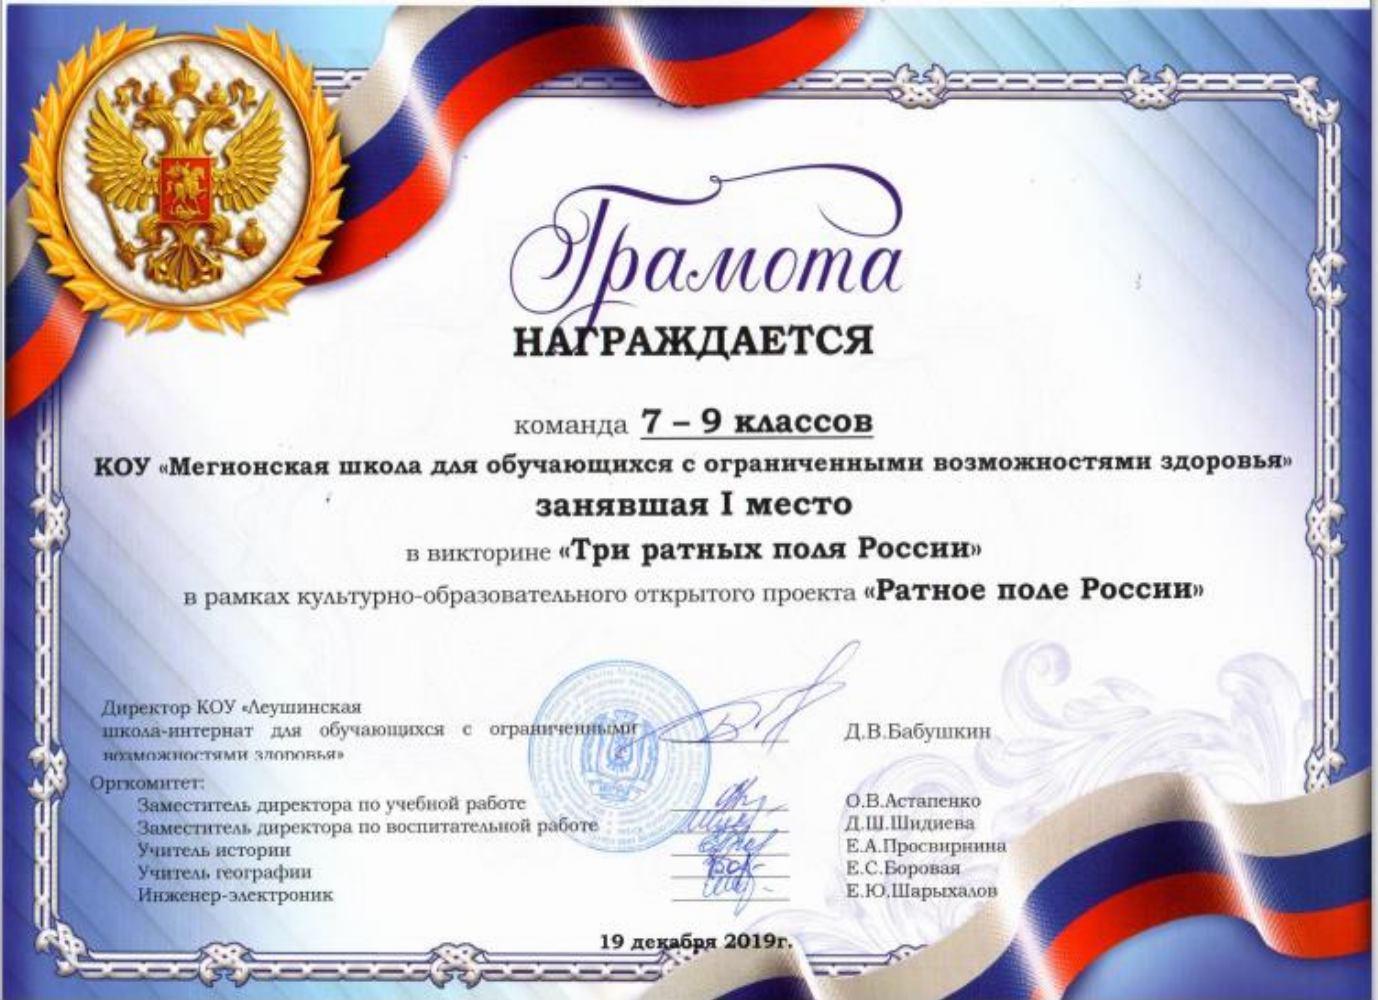 Грамота
НАГРАЖДАЕТСЯ
команда 7 – 9 классов
КОУ «Мегионская школа для обучающихся с ограниченными возможностями здоровья»
занявшая I место
в викторине «Три ратных поля России»
в рамках культурно-образовательного открытого проекта «Ратное поле России»
Директор КОУ «Леушинская
школа-интернат для обучающихся с ограниченными
возможностями здоровья»
Д.В.Бабушкин
Оргкомитет:
Заместитель директора по учебной работе О.В.Астапенко
Заместитель директора по воспитательной работе Д.Ш.Шидиева
Учитель истории Е.А.Просвирнина
Учитель географии Е.С.Боровая
Инженер-электроник Е.Ю.Шарыхалов
19 декабря 2019г.